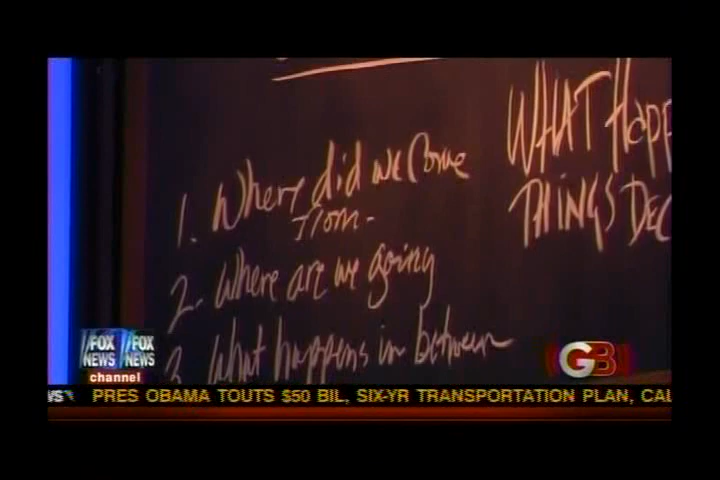 1. Where did we Come
from-
2. Where are we going
3. What happens in between
WHAT Happ
THINGS DEC
FOX NEWS
FOX NEWS
channel
GB
WS PRES OBAMA TOUTS $50 BIL, SIX-YR TRANSPORTATION PLAN, CAL